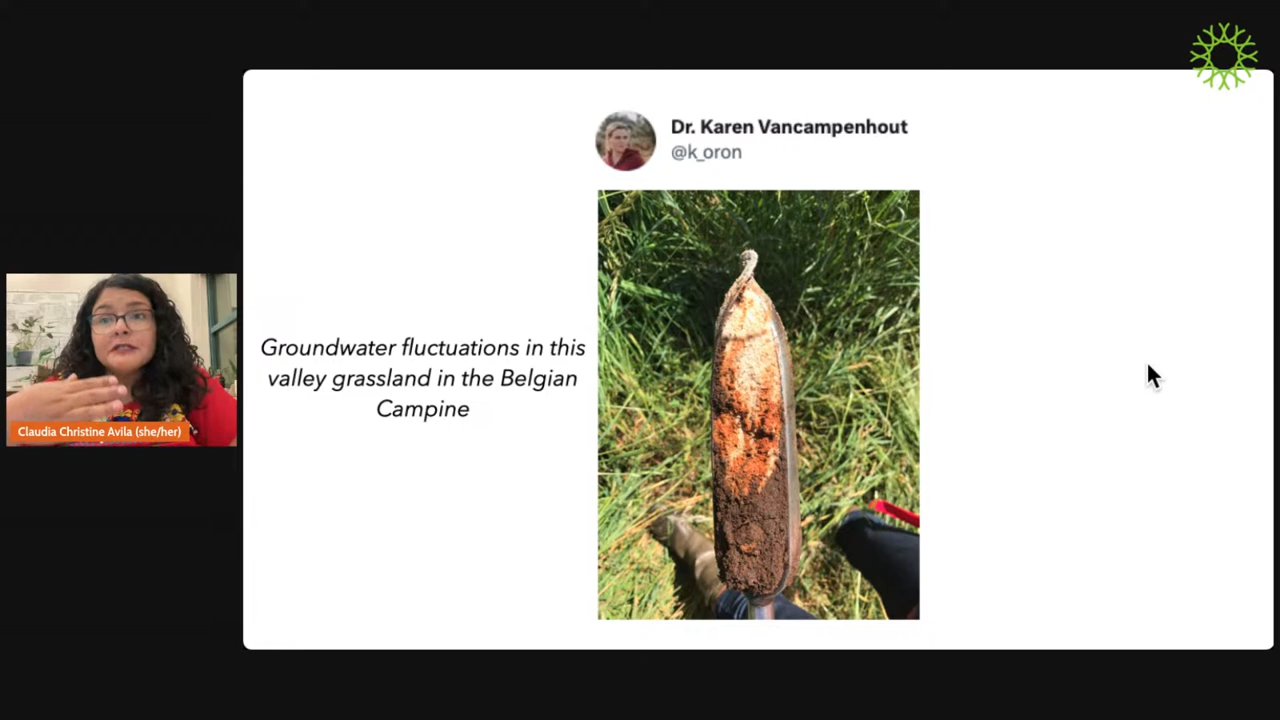 Dr. Karen Vancampenhout
@k_oron
Groundwater fluctuations in this
valley grassland in the Belgian
Campine
Claudia Christine Avila (she/her)